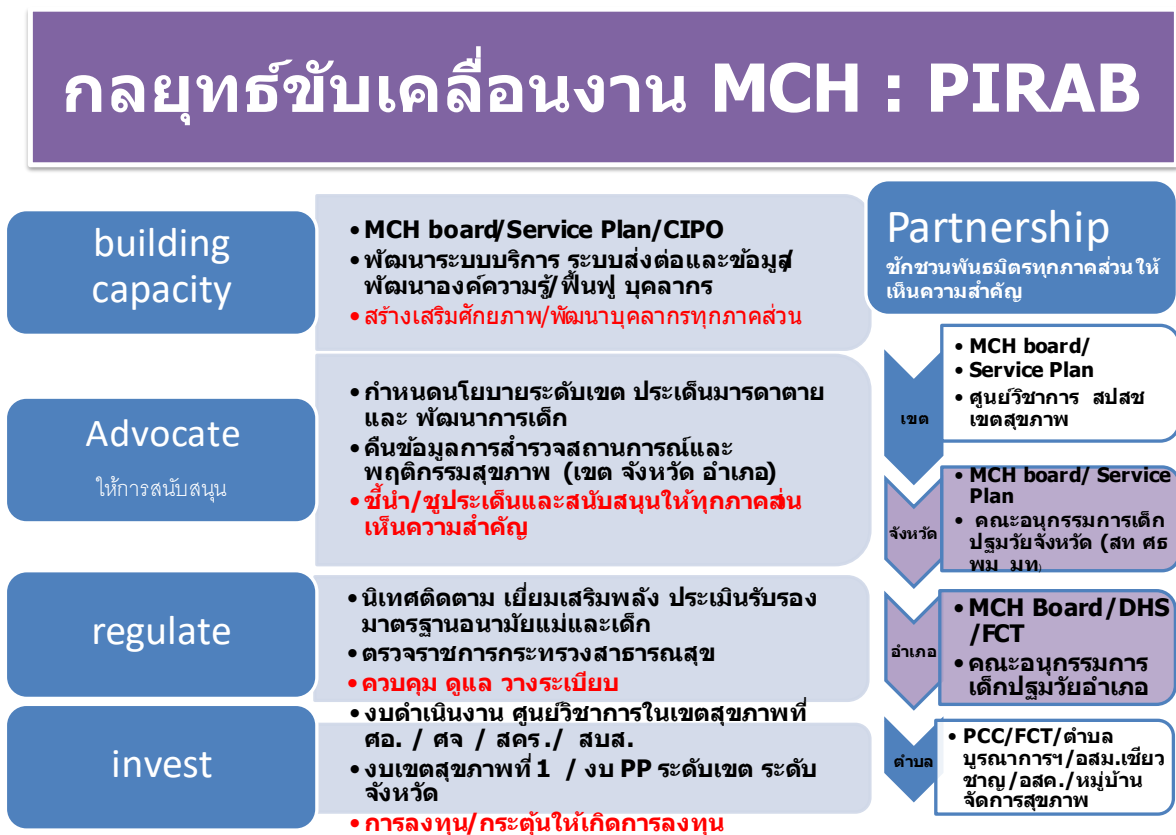 กลยุทธ์ขับเคลื่อนงาน MCH : PIRAB
building
capacity
• MCH board/Service Plan/CIPO
• พัฒนาระบบบริการ ระบบส่งต่อและข้อมูล/
พัฒนาองค์ความรู้/ฟื้นฟู บุคลากร
• สร้างเสริมศักยภาพ/พัฒนาบุคลากรทุกภาคส่วน
Advocate
ให้การสนับสนุน
• กำหนดนโยบายระดับเขต ประเด็นมารดาตาย
และ พัฒนาการเด็ก
• คืนข้อมูลการสำรวจสถานการณ์และ
พฤติกรรมสุขภาพ (เขต จังหวัด อำเภอ)
• ชี้นำ/ชูประเด็นและสนับสนุนให้ทุกภาคส่วน
เห็นความสำคัญ
regulate
• นิเทศติดตาม เยี่ยมเสริมพลัง ประเมินรับรอง
มาตรฐานอนามัยแม่และเด็ก
• ตรวจราชการกระทรวงสาธารณสุข
• ควบคุม ดูแล วางระเบียบ
invest
• งบดำเนินงาน ศูนย์วิชาการในเขตสุขภาพที่
ศอ. / ศจ / สคร./ สบส.
• งบเขตสุขภาพที่ 1 / งบ PP ระดับเขต ระดับ
จังหวัด
• การลงทุน/กระตุ้นให้เกิดการลงทุน
Partnership
ชักชวนพันธมิตรทุกภาคส่วน ให้
เห็นความสำคัญ
เขต
• MCH board/
• Service Plan
• ศูนย์วิชาการ สปสช
เขตสุขภาพ
จังหวัด
• MCH board/ Service
Plan
• คณะอนุกรรมการเด็ก
ปฐมวัยจังหวัด (สท ศธ
พม มท)
อำเภอ
• MCH Board/DHS
/FCT
• คณะอนุกรรมการ
เด็กปฐมวัยอำเภอ
ตำบล
• PCC/FCT/ตำบล
บูรณาการฯ/อสม.เชี่ยว
ชาญ/อสค./หมู่บ้าน
จัดการสุขภาพ